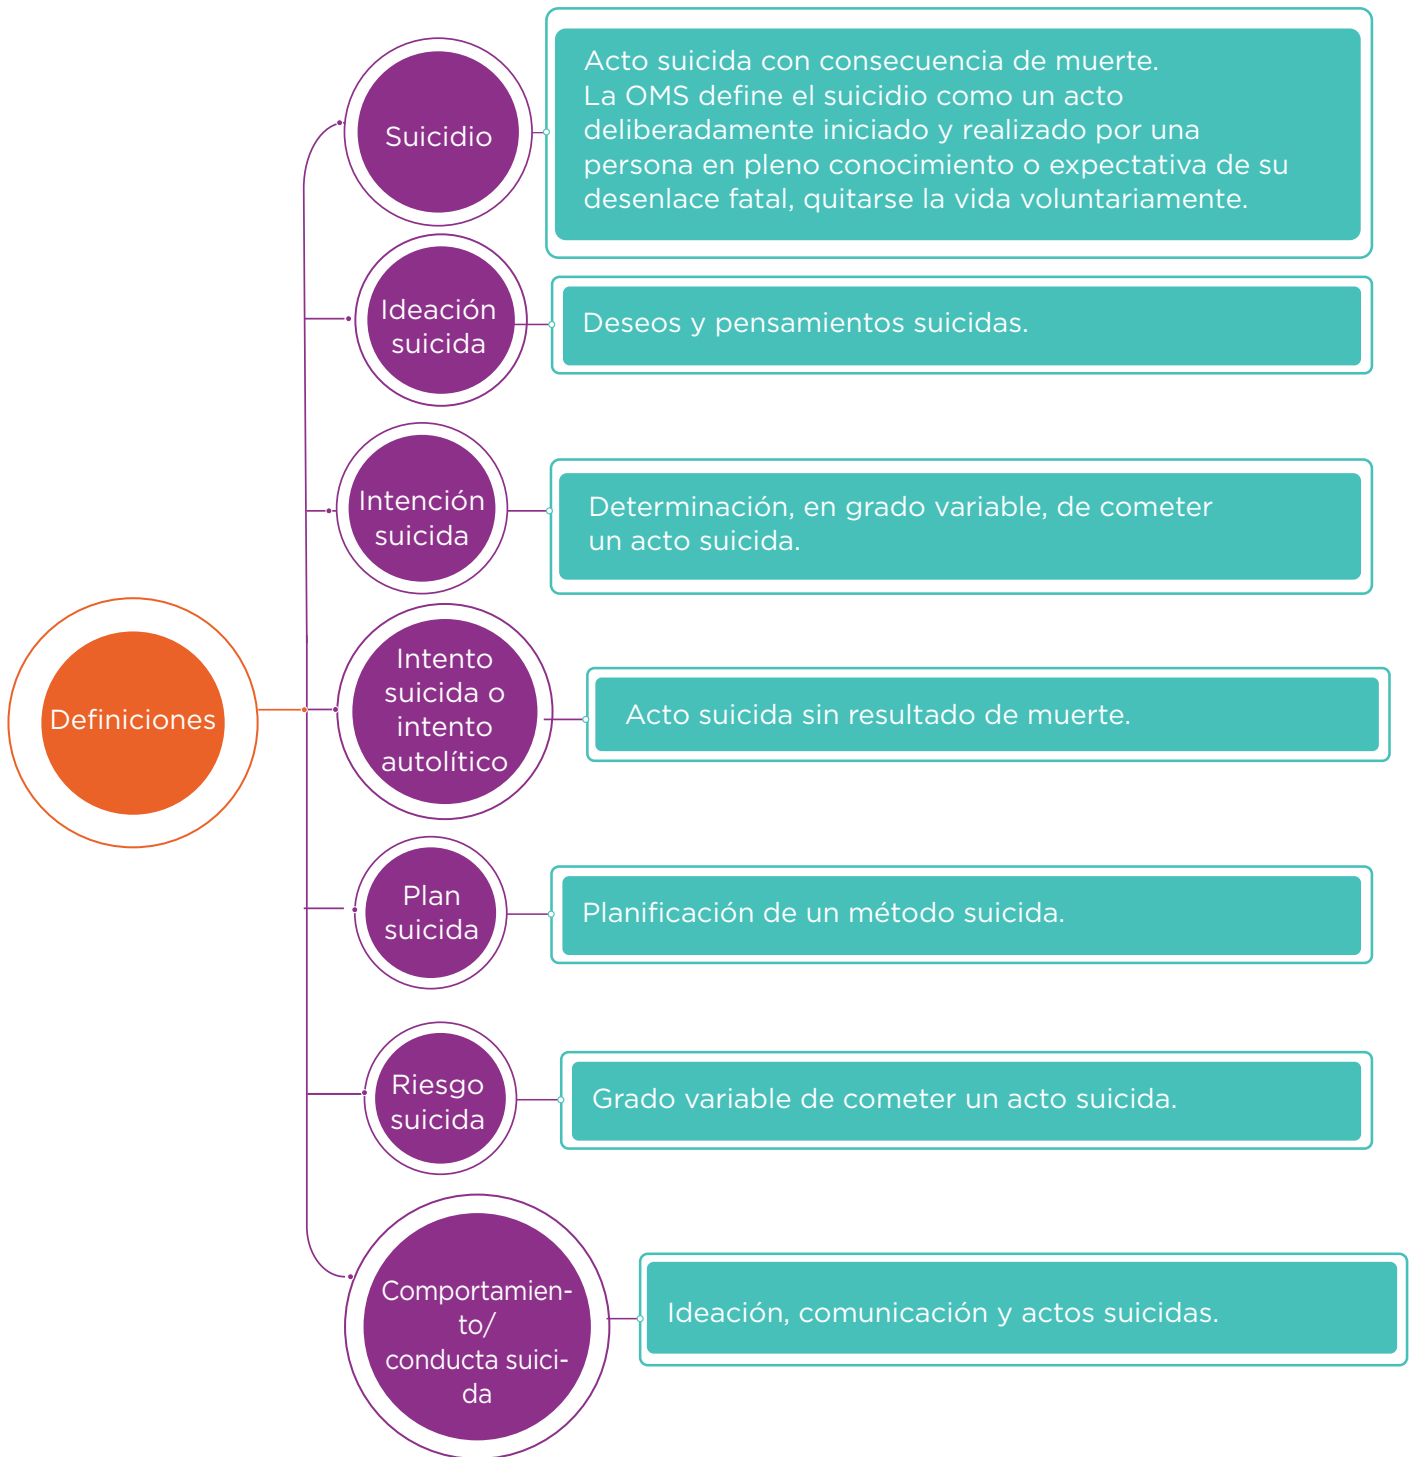 Suicidio
Acto suicida con consecuencia de muerte.
La OMS define el suicidio como un acto
deliberadamente iniciado y realizado por una
persona en pleno conocimiento o expectativa de su
desenlace fatal, quitarse la vida voluntariamente.
Ideación
suicida
Deseos y pensamientos suicidas.
Intención
suicida
Determinación, en grado variable, de cometer
un acto suicida.
Definiciones
Intento
suicida o
intento
autolítico
Acto suicida sin resultado de muerte.
Plan
suicida
Planificación de un método suicida.
Riesgo
suicida
Grado variable de cometer un acto suicida.
Comportamien-
to/
conducta suici-
da
Ideación, comunicación y actos suicidas.